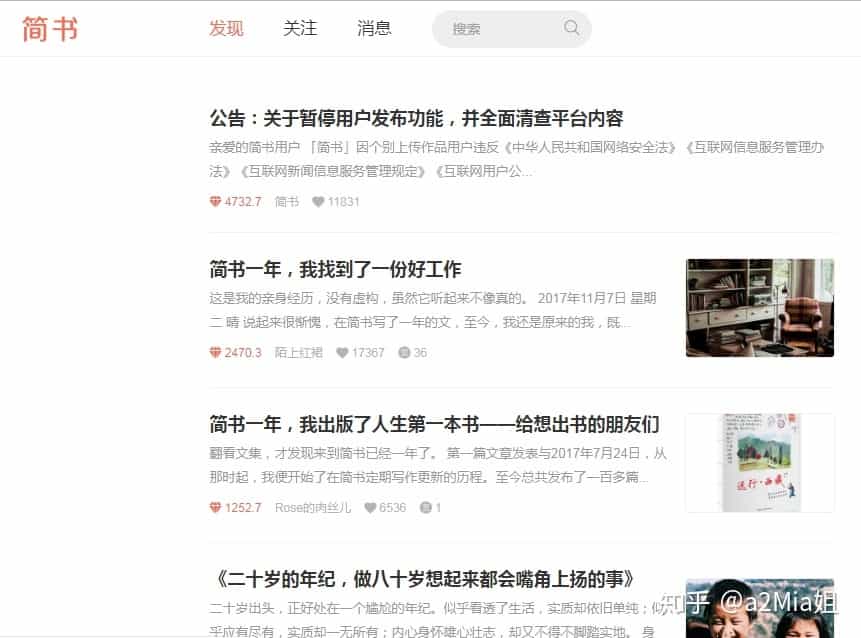 简书
发现 关注 消息 搜索
公告：关于暂停用户发布功能，并全面清查平台内容
亲爱的简书用户 「简书」因个别上传作品用户违反《中华人民共和国网络安全法》《互联网信息服务管理办
法》《互联网新闻信息服务管理规定》《互联网用户公...
4732.7 简书 11831
简书一年，我找到了一份好工作
这是我的亲身经历，没有虚构，虽然它听起来不像真的。 2017年11月7日 星期
二 晴 说起来很惭愧，在简书写了一年的文，至今，我还是原来的我，既...
2470.3 陌上红裙 17367 赏 36
简书一年，我出版了人生第一本书——给想出书的朋友们
翻看文集，才发现来到简书已经一年了。 第一篇文章发表与2017年7月24日，从
那时起，我便开始了在简书定期写作更新的历程。至今总共发布了一百多篇...
1252.7 Rose的肉丝儿 6536 赏 1
《二十岁的年纪，做八十岁想起来都会嘴角上扬的事》
二十岁出头，正好处在一个尴尬的年纪。似乎看透了生活，实质却依旧单纯；似
乎应有尽有，实质却一无所有；内心身怀雄心壮志，却又不得不脚踏实地。 身
知乎 @a2Mia姐